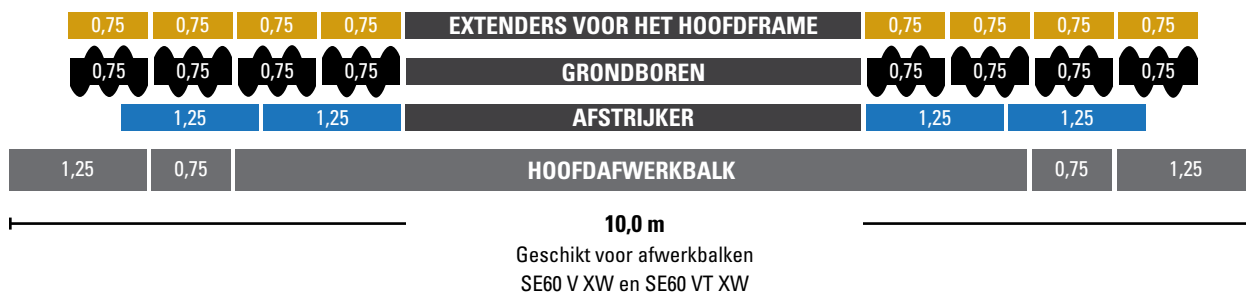 0,75 0,75 0,75 0,75 EXTENDERS VOOR HET HOOFDFRAME 0,75 0,75 0,75 0,75
0,75 0,75 0,75 0,75 GRONDBOREN 0,75 0,75 0,75 0,75
1,25 1,25 AFSTRIJKER 1,25 1,25
1,25 0,75 HOOFDAFWERKBALK 0,75 1,25
10,0 m
Geschikt voor afwerkbalken
SE60 V XW en SE60 VT XW